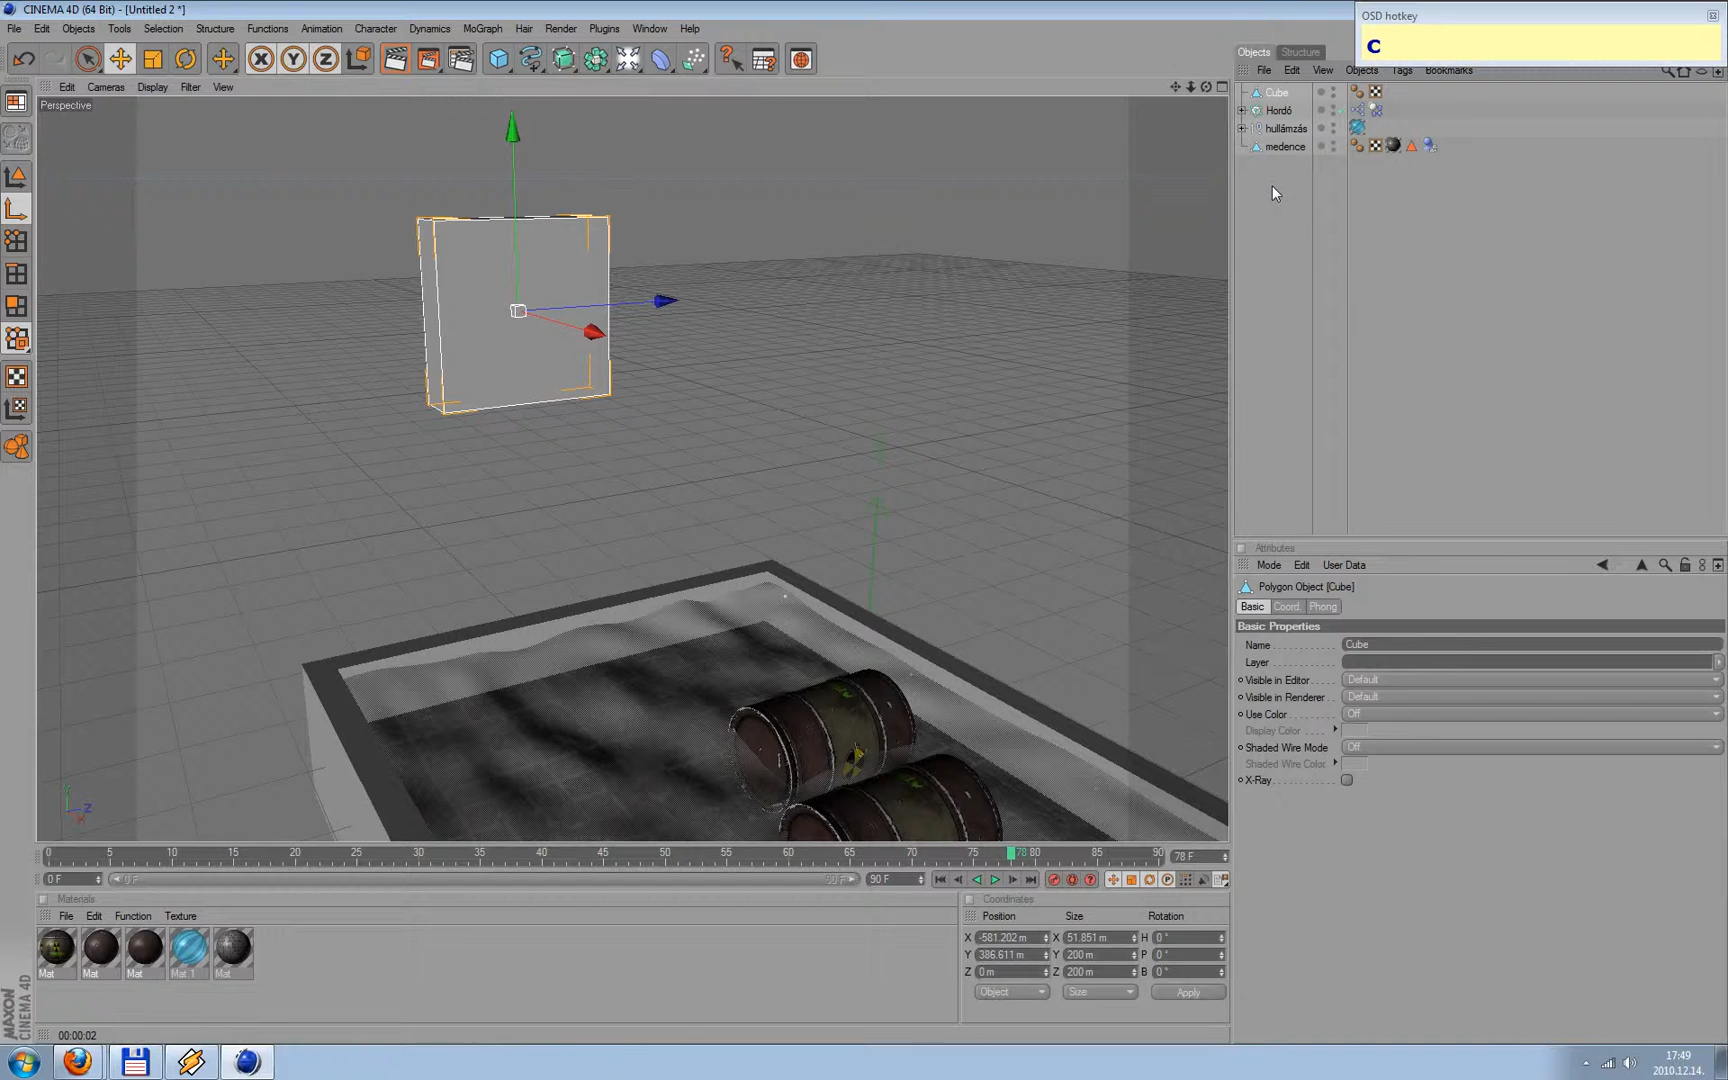 CINEMA 4D (64 Bit) - [Untitled 2 *]
OSD hotkey
C
File Edit Objects Tools Selection Structure Functions Animation Character Dynamics MoGraph Hair Render Plugins Window Help
X Y Z
Objects Structure
File Edit View Objects Tags Bookmarks
Edit Cameras Display Filter View
Perspective
Cube
Hordó
hullámzás
medence
Attributes
Mode Edit User Data
Polygon Object [Cube]
Basic Coord. Phong
Basic Properties
Name Cube
Layer
Visible in Editor Default
Visible in Renderer Default
Use Color Off
Display Color
Shaded Wire Mode Off
Shaded Wire Color
X-Ray
0 5 10 15 20 25 30 35 40 45 50 55 60 65 70 75 78 80 85 90 78 F
0 F 0 F 90 F 90 F
Materials
File Edit Function Texture
Mat Mat Mat Mat.1 Mat
Coordinates
Position Size Rotation
X -581.202 m X 51.851 m H 0 °
Y 386.611 m Y 200 m P 0 °
Z 0 m Z 200 m B 0 °
Object Size Apply
MAXON
CINEMA 4D
00:00:02
17:49
2010.12.14.